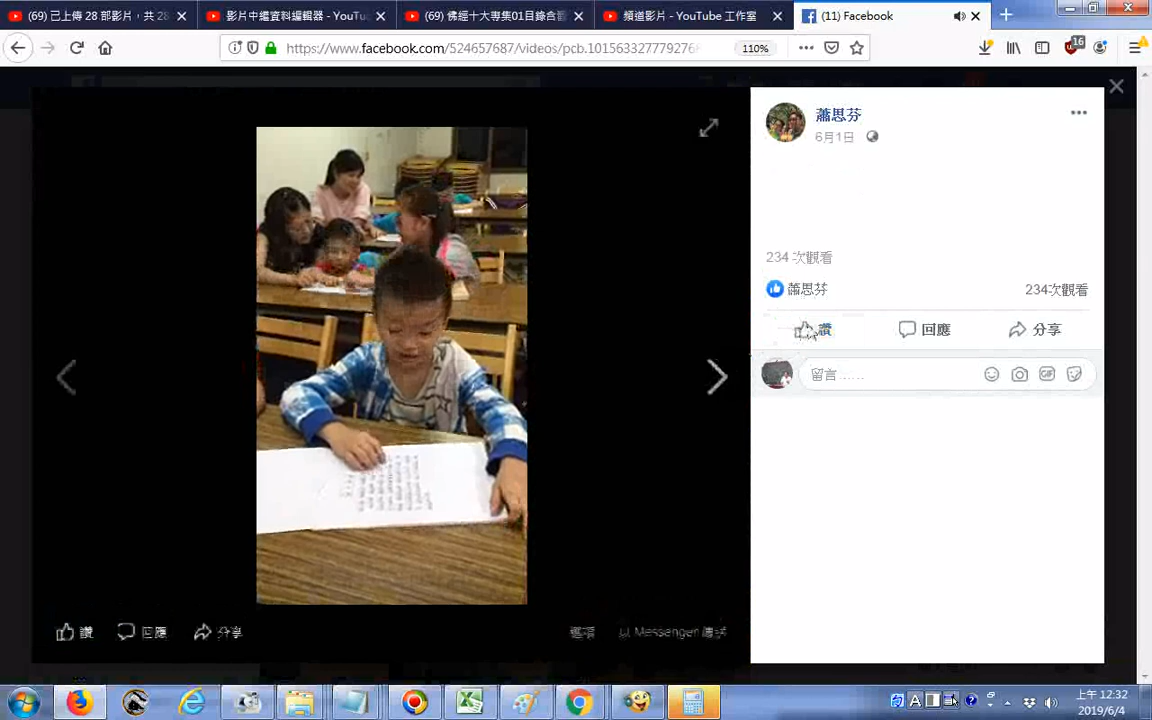 (69) 已上傳 28 部影片，共 28
影片中繼資料編輯器 - YouTu
(69) 佛經十大專集01目錄合
頻道影片 - YouTube 工作室
(11) Facebook
https://www.facebook.com/524657687/videos/pcb.1015633277792
110%
16
蕭思芬
6月1日
234 次觀看
蕭思芬
234次觀看
讚
回應
分享
留言……
GIF
讚
回應
分享
選項
以 Messenger 傳送
上午 12:32
2019/6/4